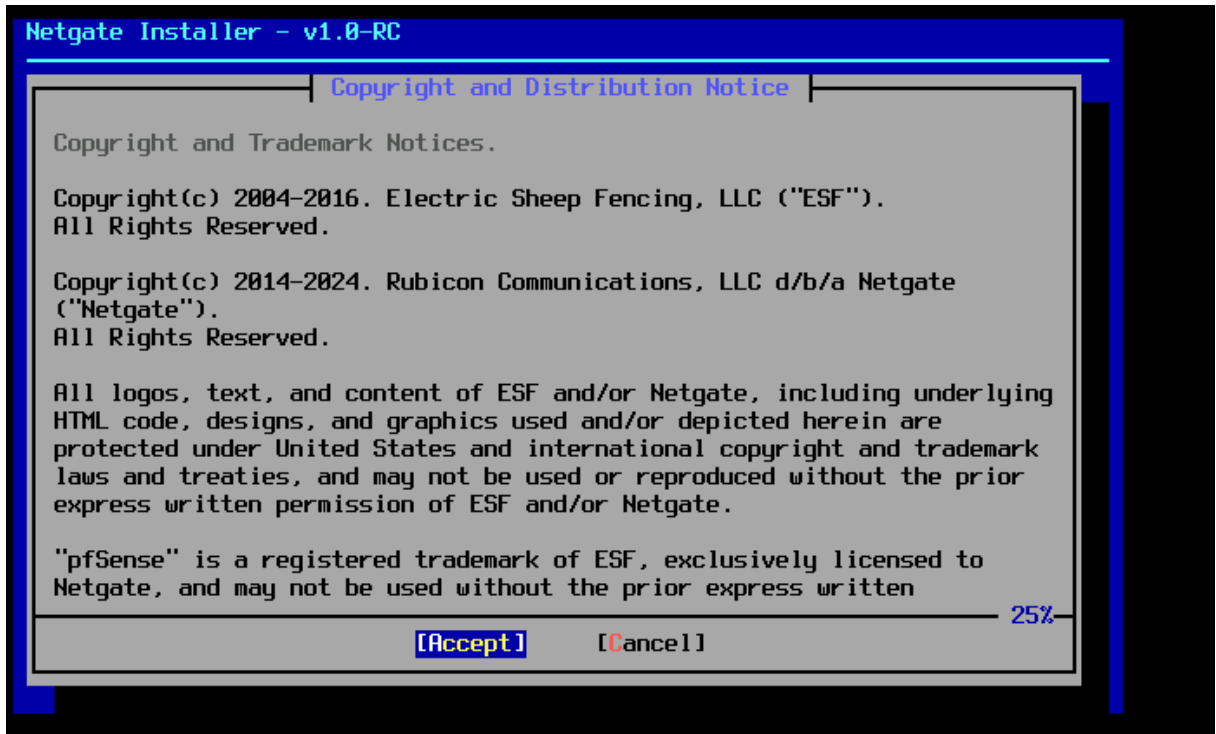 Netgate Installer - v1.0-RC
Copyright and Distribution Notice
Copyright and Trademark Notices.
Copyright(c) 2004-2016. Electric Sheep Fencing, LLC ("ESF").
All Rights Reserved.
Copyright(c) 2014-2024. Rubicon Communications, LLC d/b/a Netgate
("Netgate").
All Rights Reserved.
All logos, text, and content of ESF and/or Netgate, including underlying
HTML code, designs, and graphics used and/or depicted herein are
protected under United States and international copyright and trademark
laws and treaties, and may not be used or reproduced without the prior
express written permission of ESF and/or Netgate.
"pfSense" is a registered trademark of ESF, exclusively licensed to
Netgate, and may not be used without the prior express written
25%
[Accept] [Cancel]